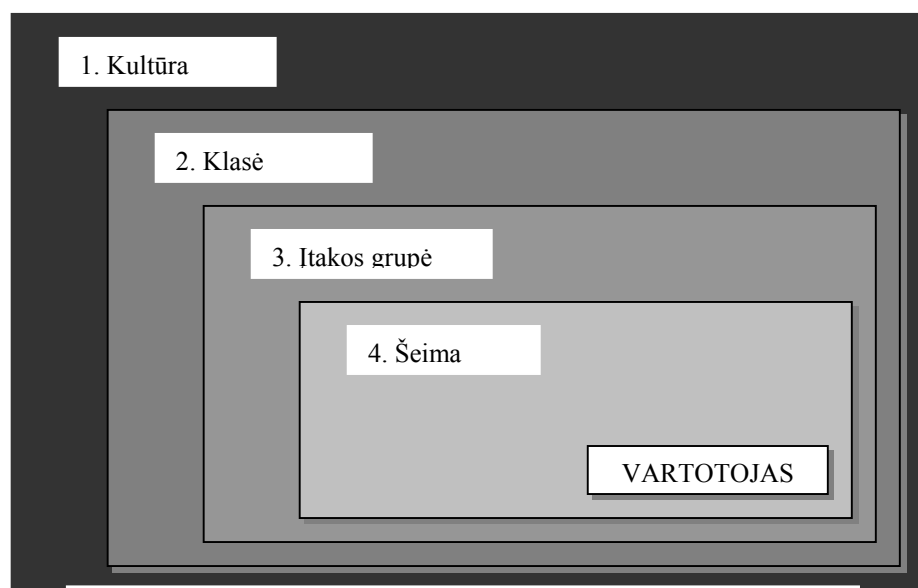 1. Kultūra
2. Klasė
3. Įtakos grupė
4. Šeima
VARTOTOJAS